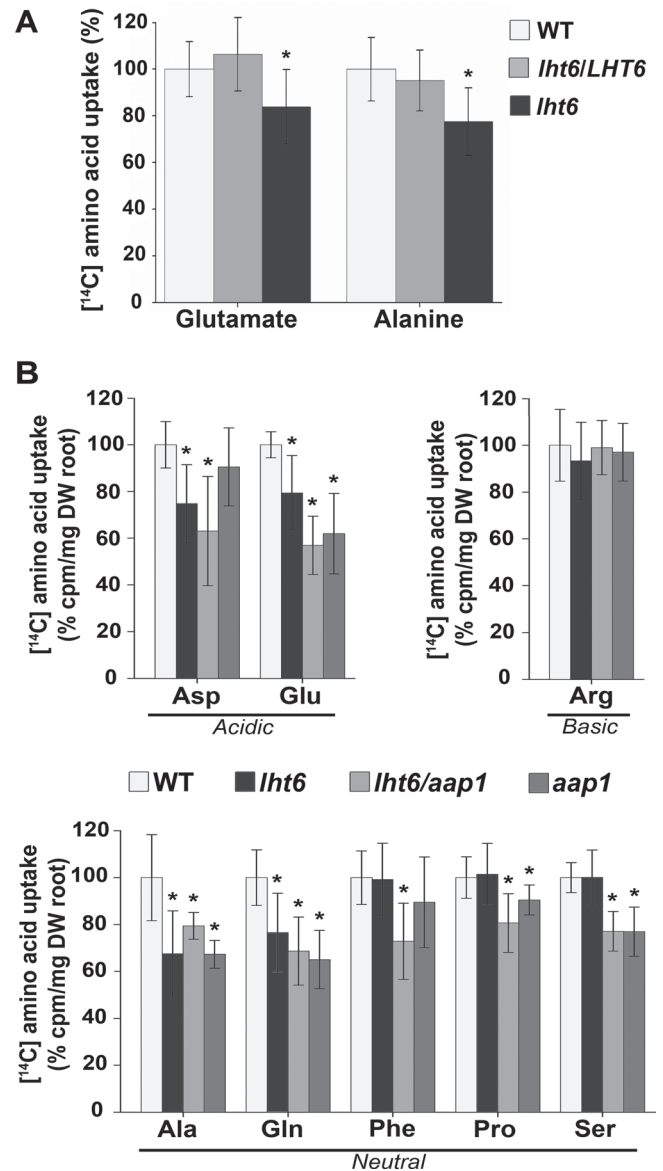 A
[¹⁴C] amino acid uptake (%)
120
100
80
60
40
20
0
*
*
Glutamate
Alanine
WT
lht6/LHT6
lht6
B
[¹⁴C] amino acid uptake
(% cpm/mg DW root)
120
100
80
60
40
20
0
*
*
*
*
*
Asp
Glu
Acidic
[¹⁴C] amino acid uptake
(% cpm/mg DW root)
120
100
80
60
40
20
0
Arg
Basic
WT
lht6
lht6/aap1
aap1
[¹⁴C] amino acid uptake
(% cpm/mg DW root)
120
100
80
60
40
20
0
* * *
* * *
*
* *
* *
Ala
Gln
Phe
Pro
Ser
Neutral